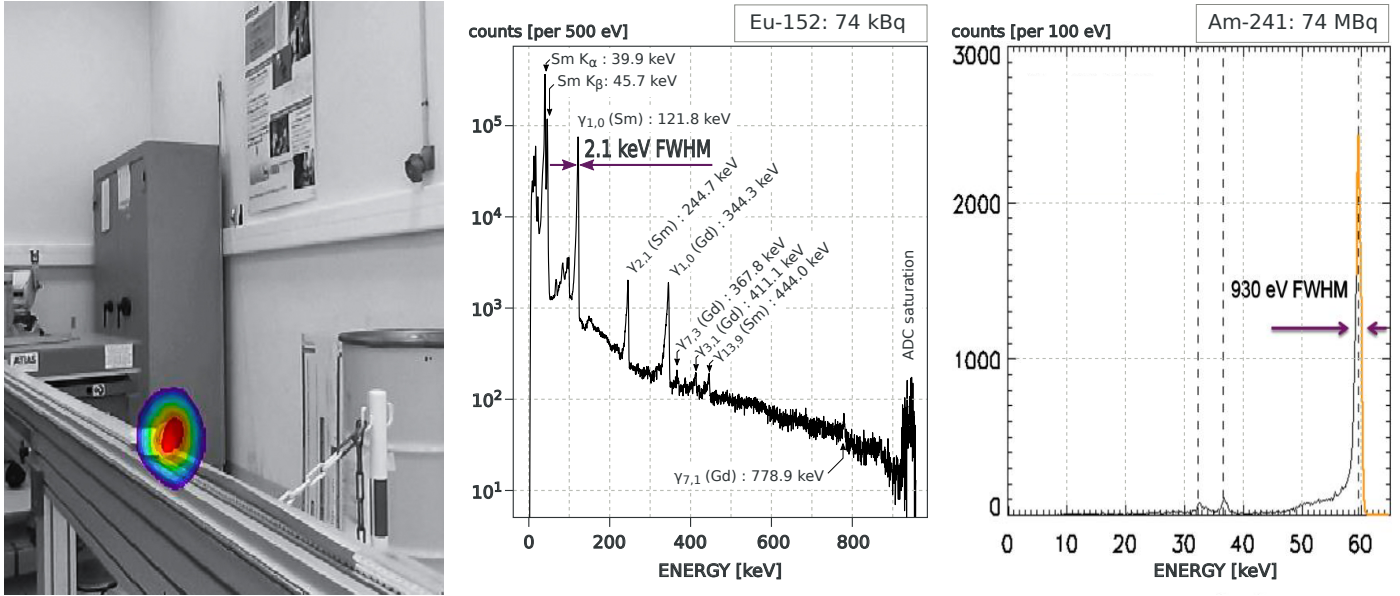 ATLAS
Eu-152: 74 kBq
counts [per 500 eV]
Sm Kα : 39.9 keV
Sm Kβ: 45.7 keV
γ1,0 (Sm) : 121.8 keV
2.1 keV FWHM
γ2,1 (Sm) : 244.7 keV
γ1,0 (Gd) : 344.3 keV
γ7,3 (Gd) : 367.8 keV
γ3,1 (Gd) : 411.1 keV
γ13,9 (Sm) : 444.0 keV
ADC saturation
γ7,1 (Gd) : 778.9 keV
10⁵
10⁴
10³
10²
10¹
0 200 400 600 800
ENERGY [keV]
Am-241: 74 MBq
counts [per 100 eV]
3000
2000
930 eV FWHM
1000
0
0 10 20 30 40 50 60
ENERGY [keV]